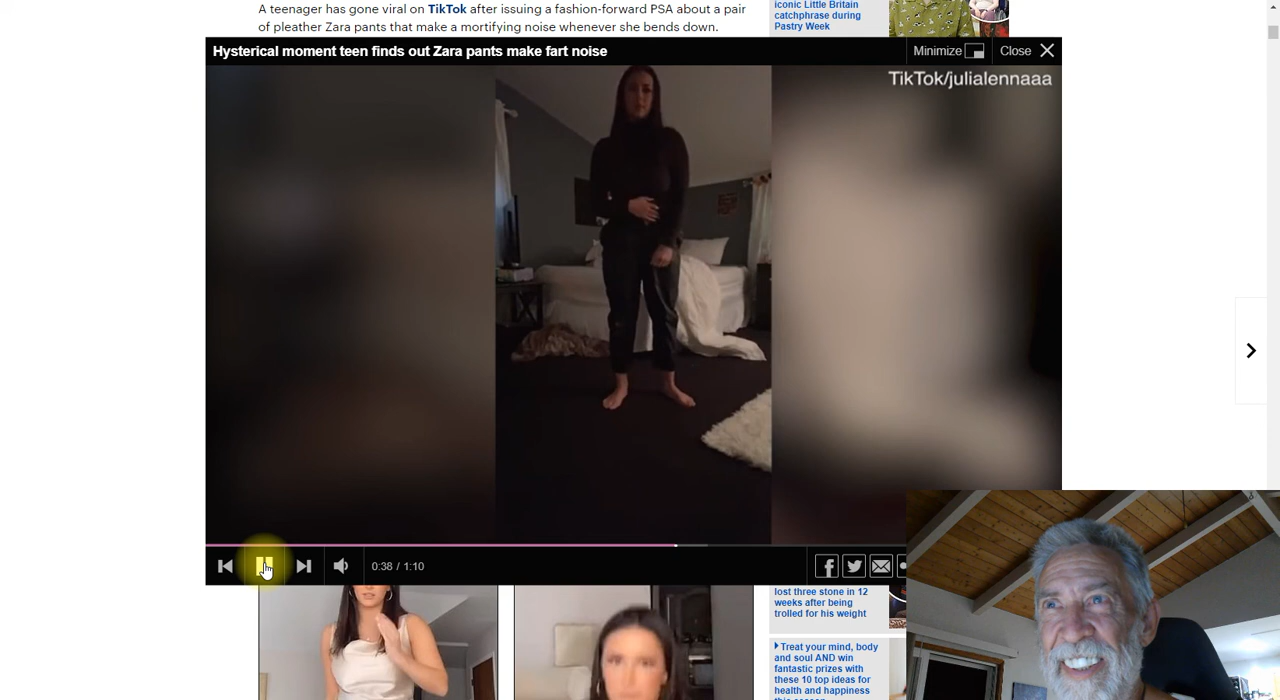 A teenager has gone viral on TikTok after issuing a fashion-forward PSA about a pair
of pleather Zara pants that make a mortifying noise whenever she bends down.
iconic Little Britain
catchphrase during
Pastry Week
Hysterical moment teen finds out Zara pants make fart noise
Minimize
Close
TikTok/julialennaaa
0:38 / 1:10
lost three stone in 12
weeks after being
trolled for his weight
Treat your mind, body
and soul AND win
fantastic prizes with
these 10 top ideas for
health and happiness